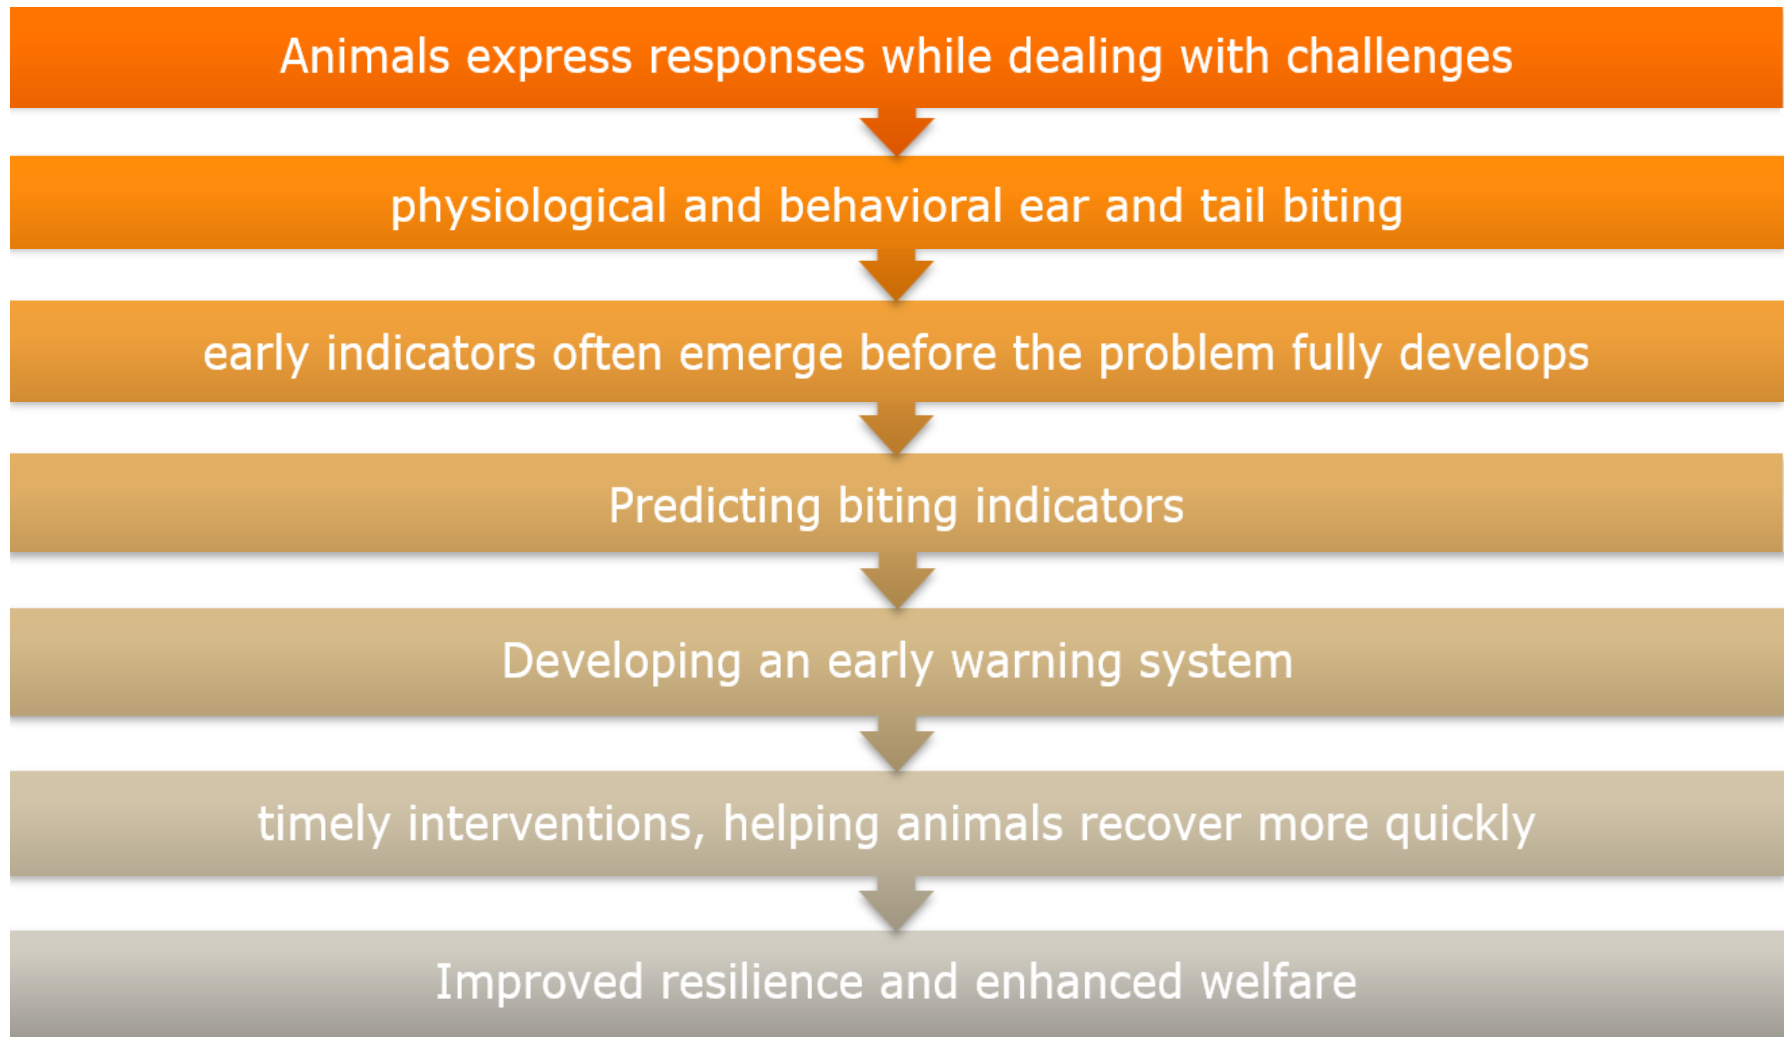 Animals express responses while dealing with challenges
physiological and behavioral ear and tail biting
early indicators often emerge before the problem fully develops
Predicting biting indicators
Developing an early warning system
timely interventions, helping animals recover more quickly
Improved resilience and enhanced welfare